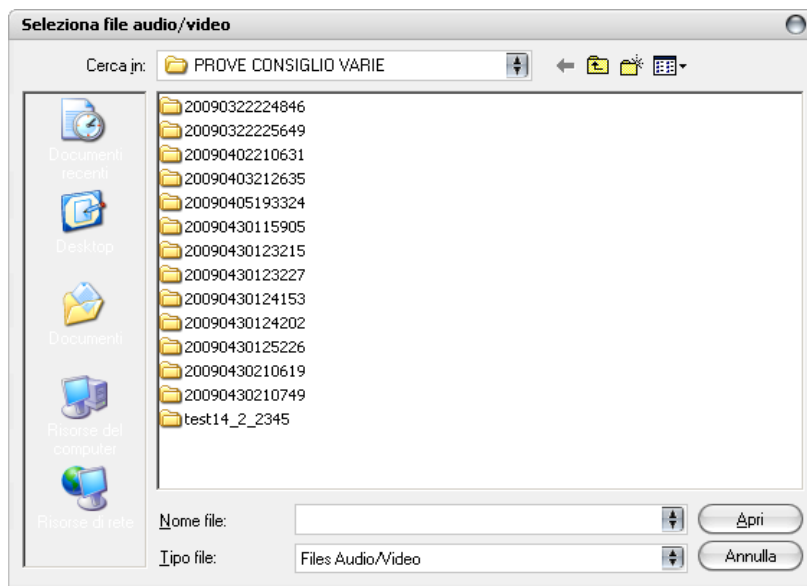 Seleziona file audio/video
Cerca in:
PROVE CONSIGLIO VARIE
Documenti
recenti
Desktop
Documenti
Risorse del
computer
Risorse di rete
20090322224846
20090322225649
20090402210631
20090403212635
20090405193324
20090430115905
20090430123215
20090430123227
20090430124153
20090430124202
20090430125226
20090430210619
20090430210749
test14_2_2345
Nome file:
Apri
Tipo file:
Files Audio/Video
Annulla